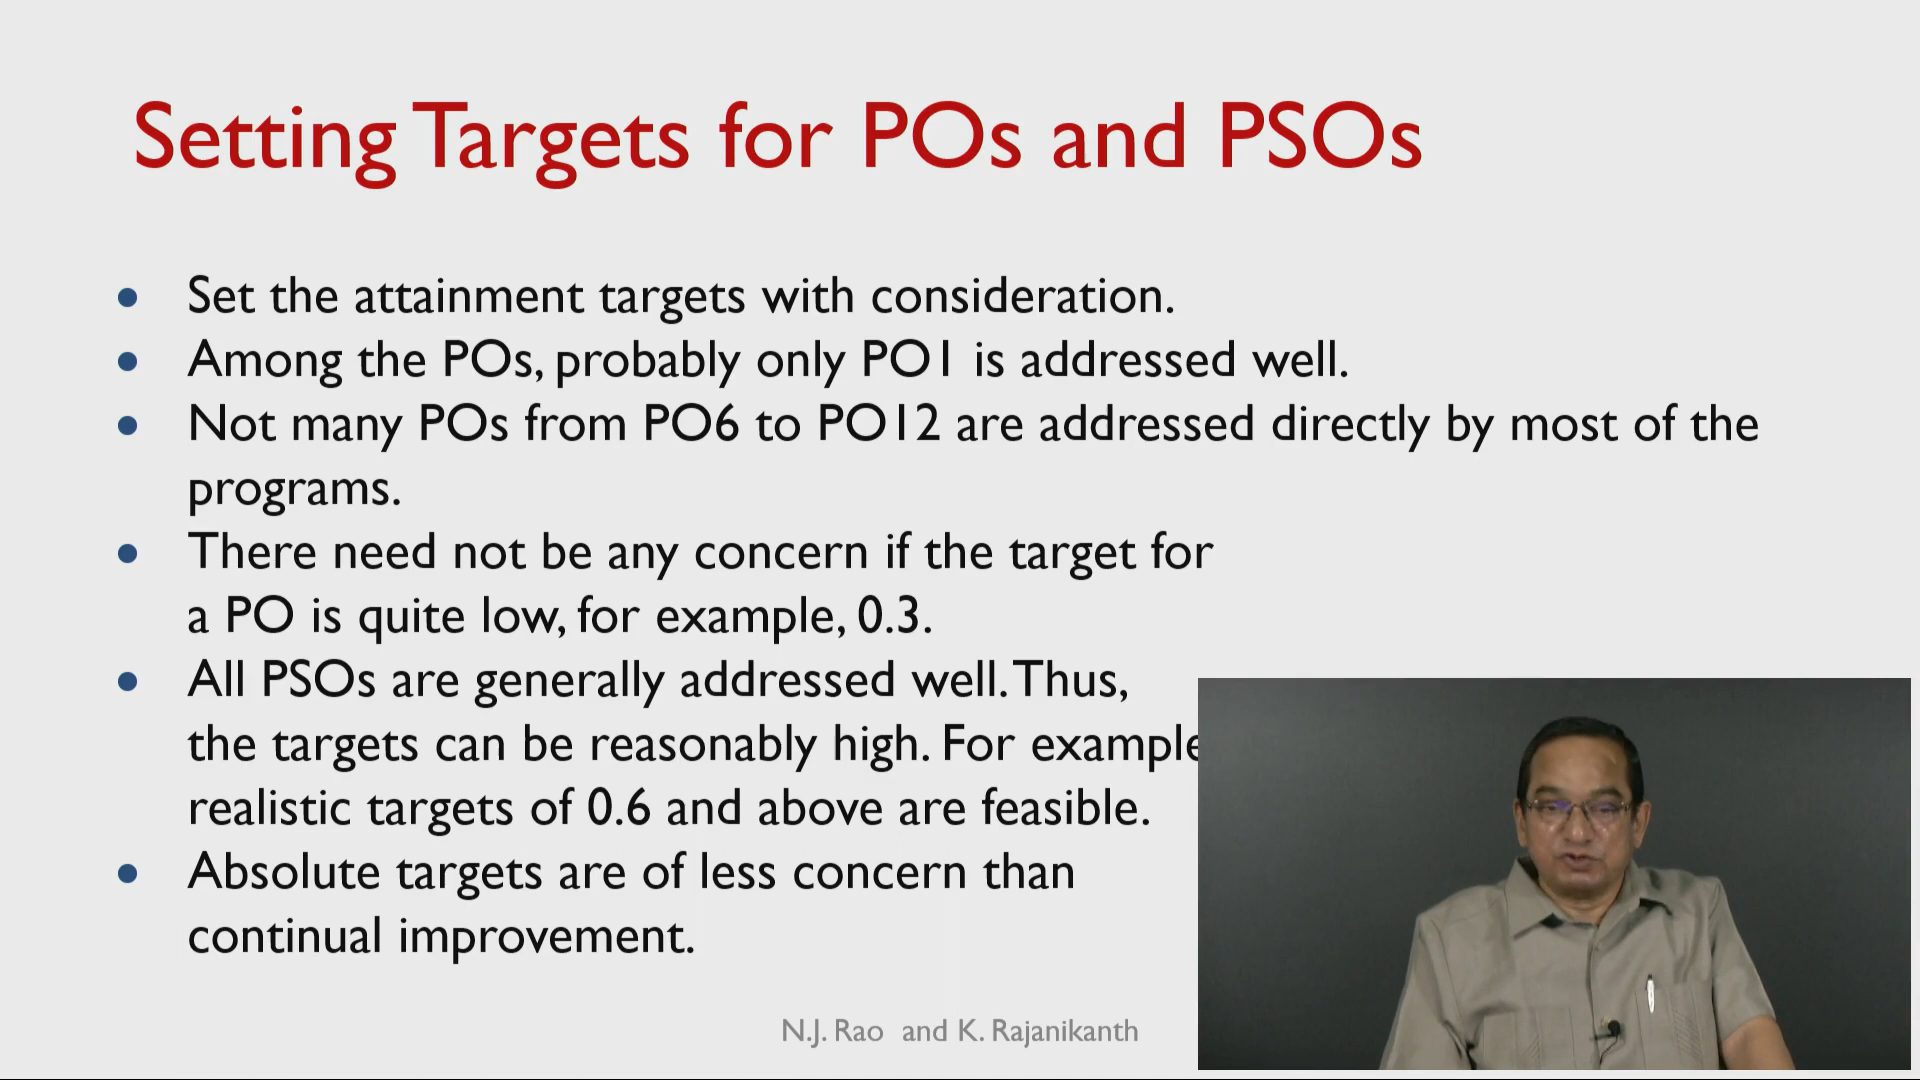 Setting Targets for POs and PSOs
Set the attainment targets with consideration.
Among the POs, probably only PO1 is addressed well.
Not many POs from PO6 to PO12 are addressed directly by most of the
programs.
There need not be any concern if the target for
a PO is quite low, for example, 0.3.
All PSOs are generally addressed well. Thus,
the targets can be reasonably high. For example
realistic targets of 0.6 and above are feasible.
Absolute targets are of less concern than
continual improvement.
N.J. Rao and K. Rajanikanth